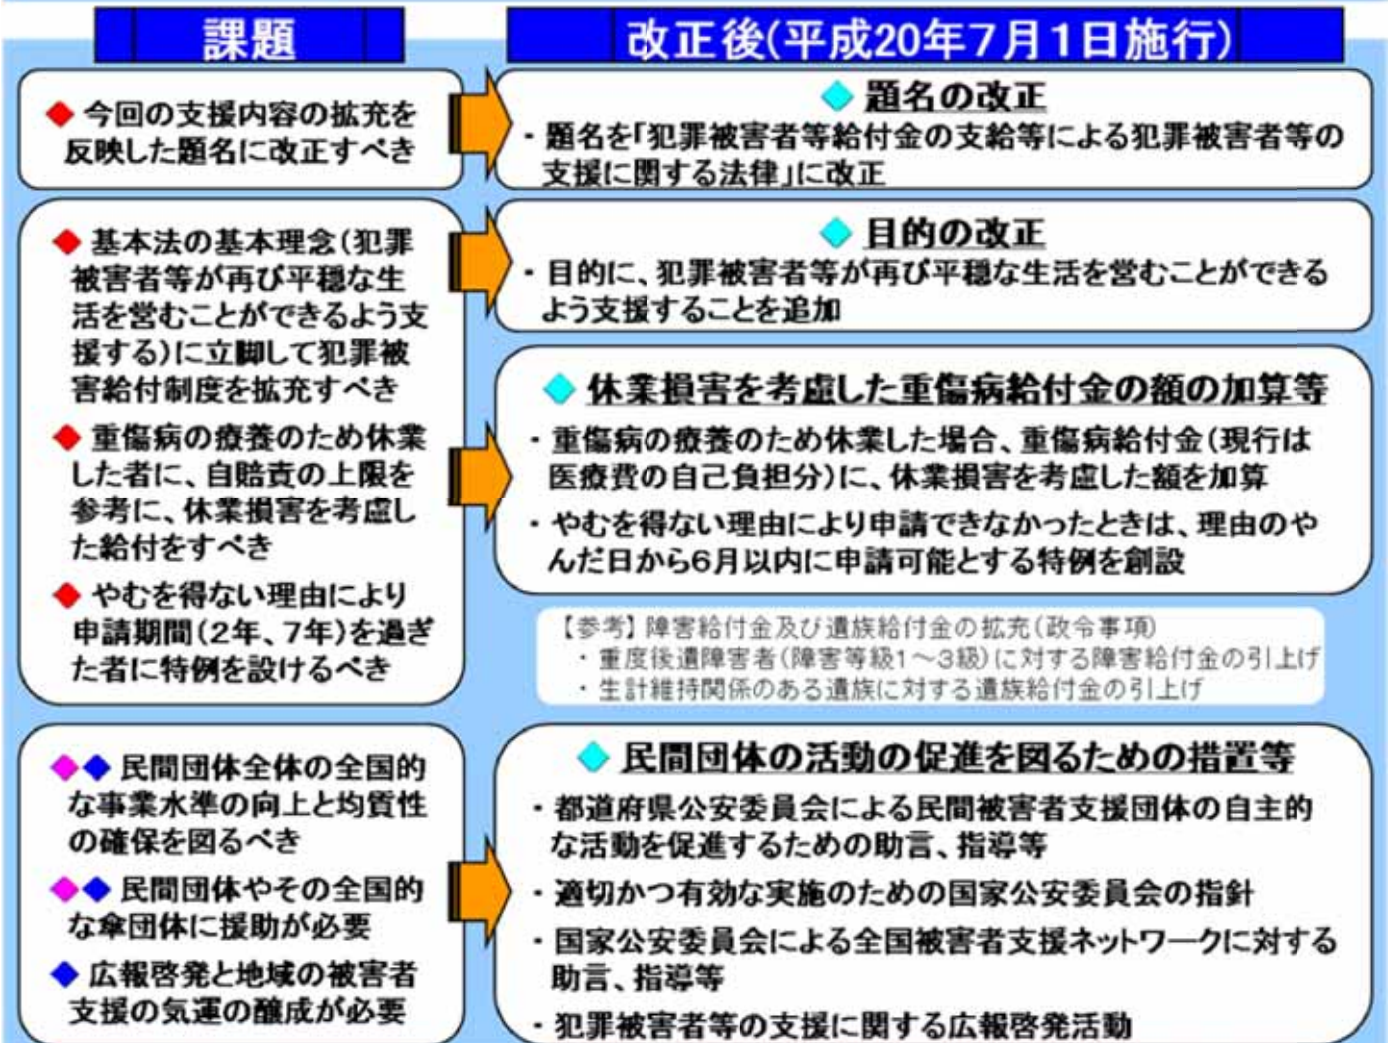 課題
改正後(平成20年7月1日施行)
◆ 今回の支援内容の拡充を
反映した題名に改正すべき
◆ 題名の改正
・ 題名を「犯罪被害者等給付金の支給等による犯罪被害者等の
支援に関する法律」に改正
◆ 基本法の基本理念(犯罪
被害者等が再び平穏な生
活を営むことができるよう支
援する)に立脚して犯罪被
害給付制度を拡充すべき
◆ 重傷病の療養のため休業
した者に、自賠責の上限を
参考に、休業損害を考慮し
た給付をすべき
◆ やむを得ない理由により
申請期間(2年、7年)を過ぎ
た者に特例を設けるべき
◆ 目的の改正
・ 目的に、犯罪被害者等が再び平穏な生活を営むことができる
よう支援することを追加
◆ 休業損害を考慮した重傷病給付金の額の加算等
・ 重傷病の療養のため休業した場合、重傷病給付金(現行は
医療費の自己負担分)に、休業損害を考慮した額を加算
・ やむを得ない理由により申請できなかったときは、理由のや
んだ日から6月以内に申請可能とする特例を創設
【参考】障害給付金及び遺族給付金の拡充(政令事項)
・ 重度後遺障害者(障害等級1～3級)に対する障害給付金の引上げ
・ 生計維持関係のある遺族に対する遺族給付金の引上げ
◆◆ 民間団体全体の全国的
な事業水準の向上と均質性
の確保を図るべき
◆◆ 民間団体やその全国的
な傘団体に援助が必要
◆ 広報啓発と地域の被害者
支援の気運の醸成が必要
◆ 民間団体の活動の促進を図るための措置等
・ 都道府県公安委員会による民間被害者支援団体の自主的
な活動を促進するための助言、指導等
・ 適切かつ有効な実施のための国家公安委員会の指針
・ 国家公安委員会による全国被害者支援ネットワークに対する
助言、指導等
・ 犯罪被害者等の支援に関する広報啓発活動